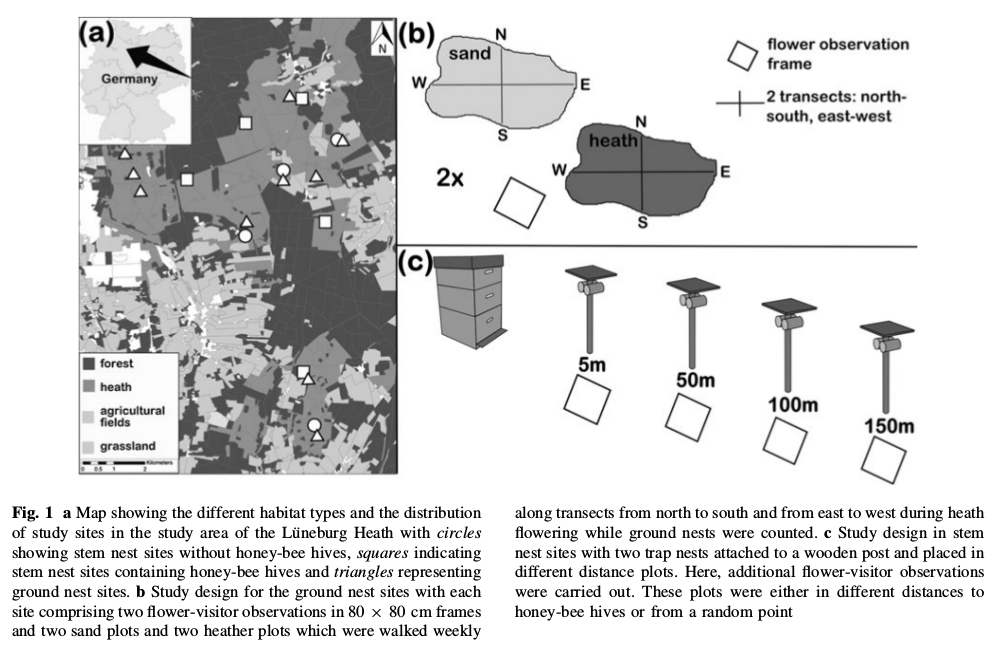 (a)
N
Germany
forest
heath
agricultural
fields
grassland
0 0.5 1 2 Kilometers
(b)
N
sand
W
E
S
N
heath
W
E
S
2x
flower observation
frame
2 transects: north-
south, east-west
(c)
5m
50m
100m
150m
Fig. 1 a Map showing the different habitat types and the distribution
of study sites in the study area of the Lüneburg Heath with circles
showing stem nest sites without honey-bee hives, squares indicating
stem nest sites containing honey-bee hives and triangles representing
ground nest sites. b Study design for the ground nest sites with each
site comprising two flower-visitor observations in 80 × 80 cm frames
and two sand plots and two heather plots which were walked weekly
along transects from north to south and from east to west during heath
flowering while ground nests were counted. c Study design in stem
nest sites with two trap nests attached to a wooden post and placed in
different distance plots. Here, additional flower-visitor observations
were carried out. These plots were either in different distances to
honey-bee hives or from a random point